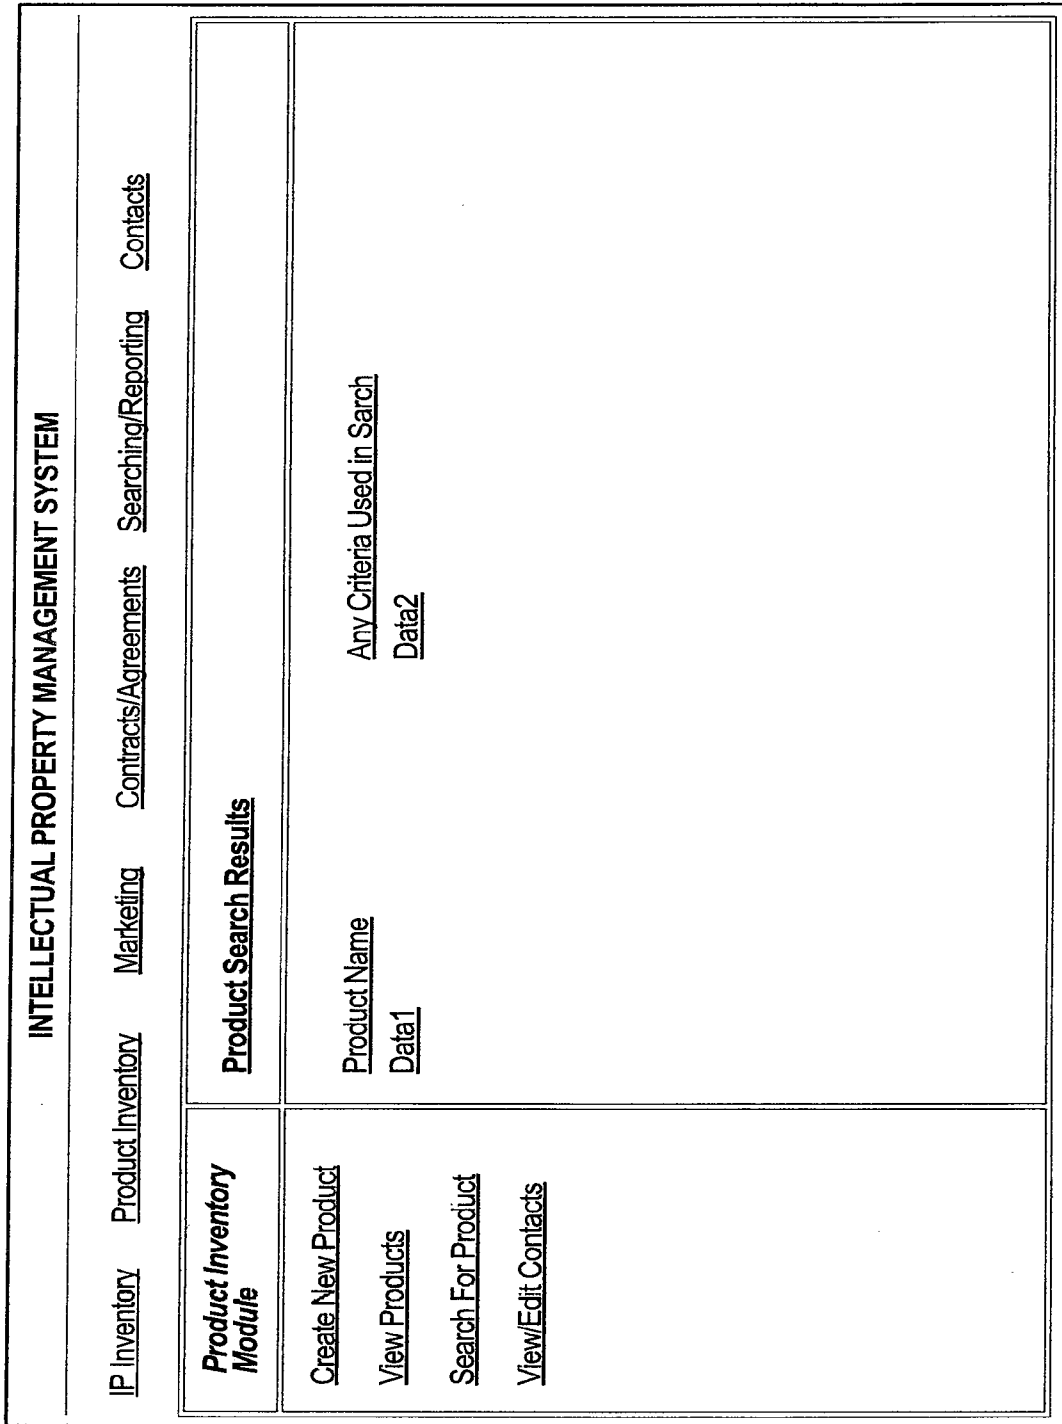 INTELLECTUAL PROPERTY MANAGEMENT SYSTEM
IP Inventory Product Inventory Marketing Contracts/Agreements Searching/Reporting Contacts
Product Inventory
Module
Product Search Results
Create New Product
View Products
Search For Product
View/Edit Contacts
Product Name Any Criteria Used in Sarch
Data1 Data2